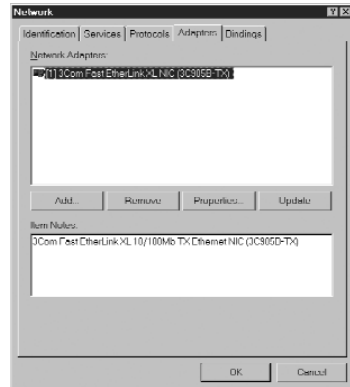 Network
Identification Services Protocols Adapters Bindings
Network Adapters:
[1] 3Com Fast EtherLink XL NIC (3C905B-TX)
Add... Remove Properties... Update
Item Notes:
3Com Fast EtherLink XL 10/100Mb TX Ethernet NIC (3C905B-TX)
OK Cancel